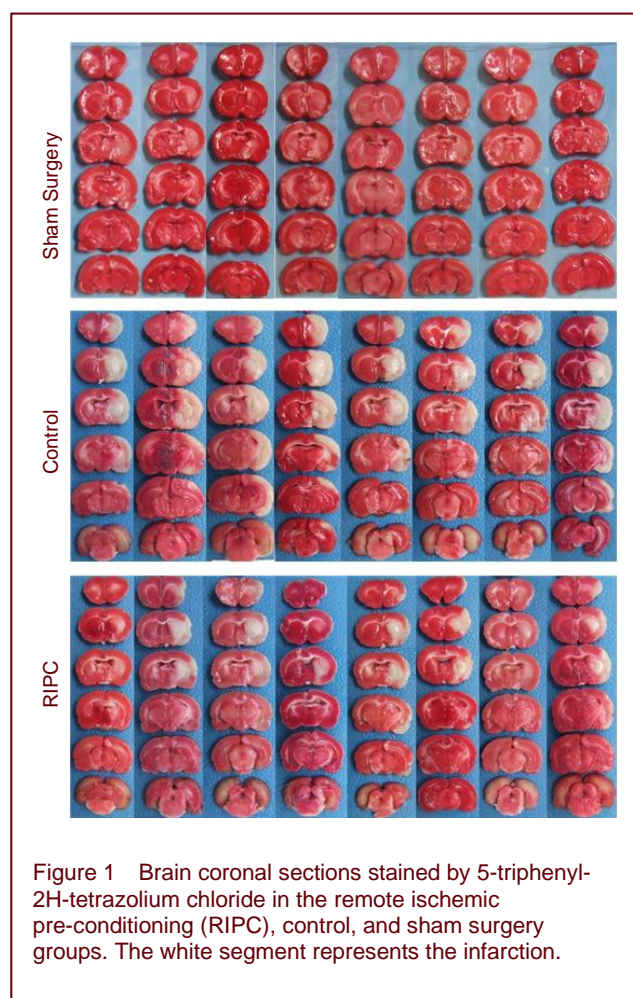 Sham Surgery
Control
RIPC
Figure 1 Brain coronal sections stained by 5-triphenyl-
2H-tetrazolium chloride in the remote ischemic
pre-conditioning (RIPC), control, and sham surgery
groups. The white segment represents the infarction.